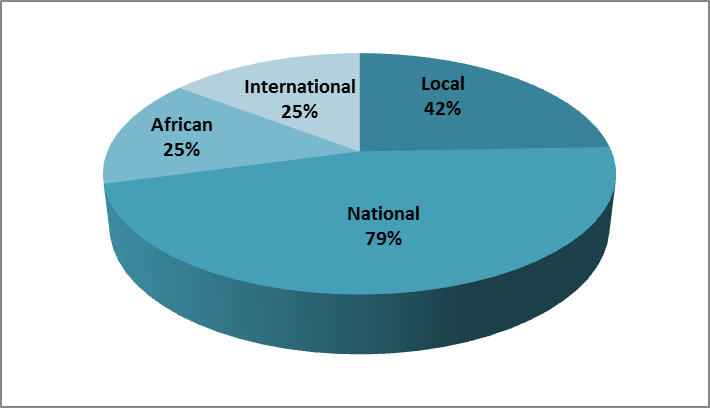 International
25%
Local
42%
African
25%
National
79%